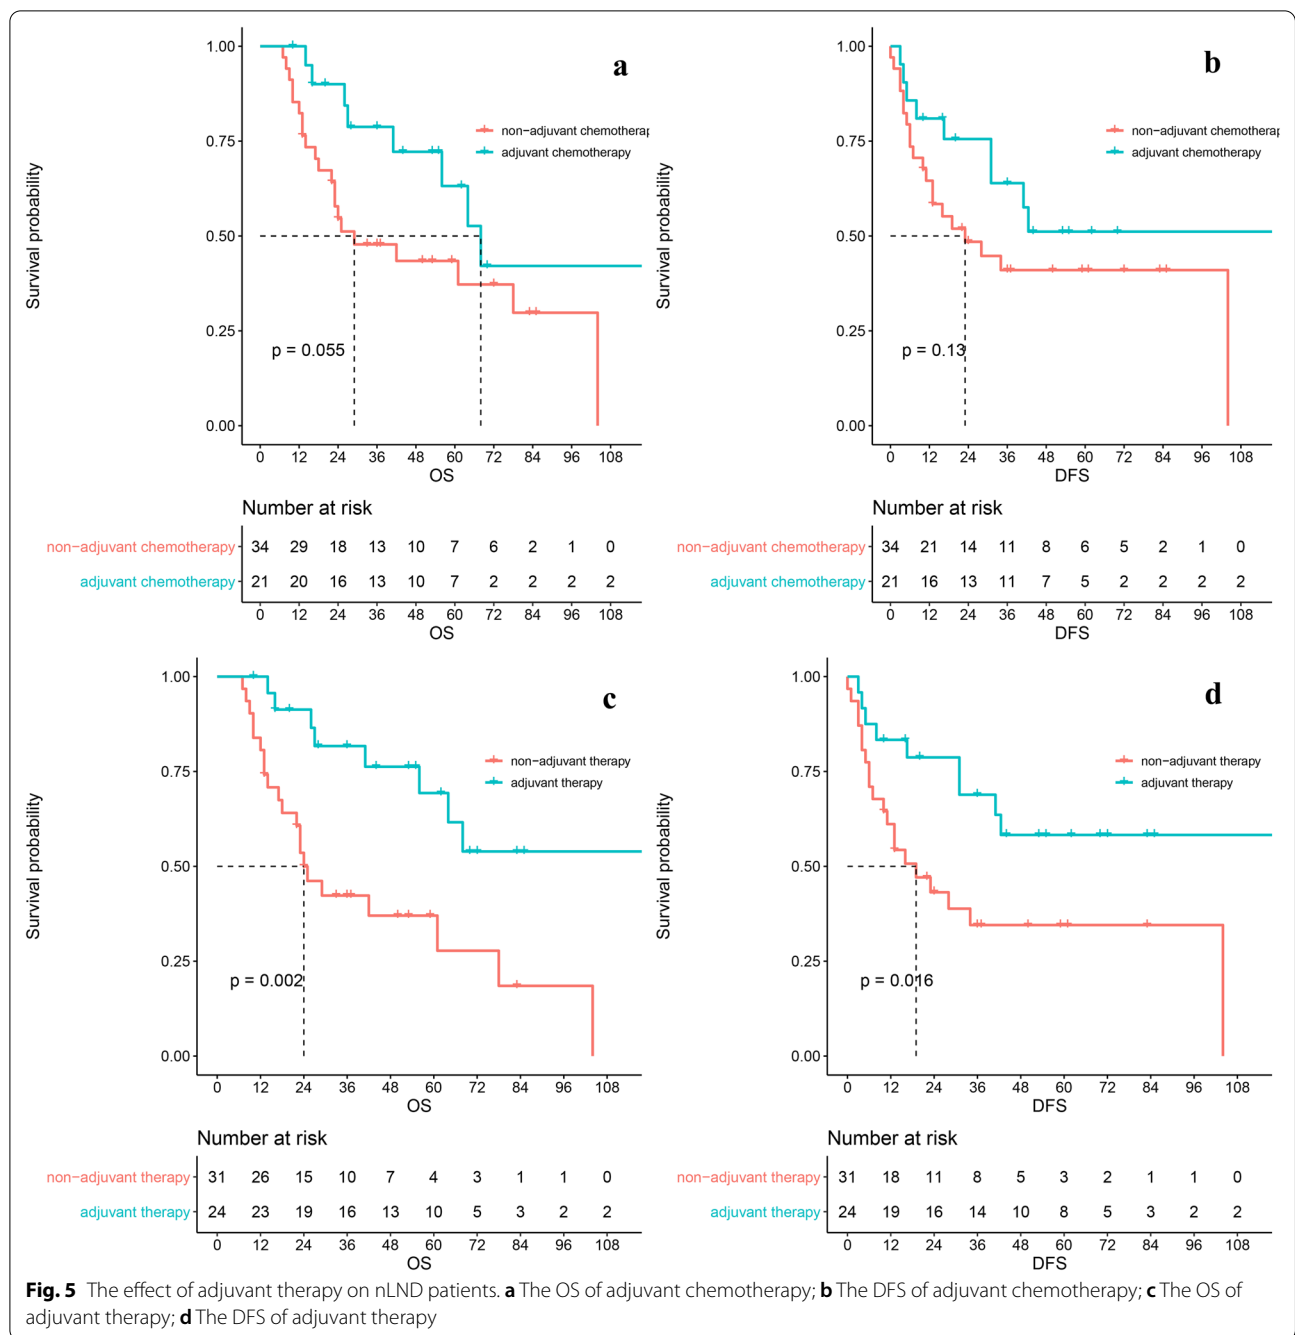 a
1.00
0.75
0.50
0.25
0.00
Survival probability
non-adjuvant chemotherap
adjuvant chemotherapy
p = 0.055
0 12 24 36 48 60 72 84 96 108
OS
Number at risk
non-adjuvant chemotherapy 34 29 18 13 10 7 6 2 1 0
adjuvant chemotherapy 21 20 16 13 10 7 2 2 2 2
0 12 24 36 48 60 72 84 96 108
OS
b
1.00
0.75
0.50
0.25
0.00
Survival probability
non-adjuvant chemotherap
adjuvant chemotherapy
p = 0.13
0 12 24 36 48 60 72 84 96 108
DFS
Number at risk
non-adjuvant chemotherapy 34 21 14 11 8 6 5 2 1 0
adjuvant chemotherapy 21 16 13 11 7 5 2 2 2 2
0 12 24 36 48 60 72 84 96 108
DFS
c
1.00
0.75
0.50
0.25
0.00
Survival probability
non-adjuvant therapy
adjuvant therapy
p = 0.002
0 12 24 36 48 60 72 84 96 108
OS
Number at risk
non-adjuvant therapy 31 26 15 10 7 4 3 1 1 0
adjuvant therapy 24 23 19 16 13 10 5 3 2 2
0 12 24 36 48 60 72 84 96 108
OS
d
1.00
0.75
0.50
0.25
0.00
Survival probability
non-adjuvant therapy
adjuvant therapy
p = 0.016
0 12 24 36 48 60 72 84 96 108
DFS
Number at risk
non-adjuvant therapy 31 18 11 8 5 3 2 1 1 0
adjuvant therapy 24 19 16 14 10 8 5 3 2 2
0 12 24 36 48 60 72 84 96 108
DFS
Fig. 5 The effect of adjuvant therapy on nLND patients. a The OS of adjuvant chemotherapy; b The DFS of adjuvant chemotherapy; c The OS of
adjuvant therapy; d The DFS of adjuvant therapy